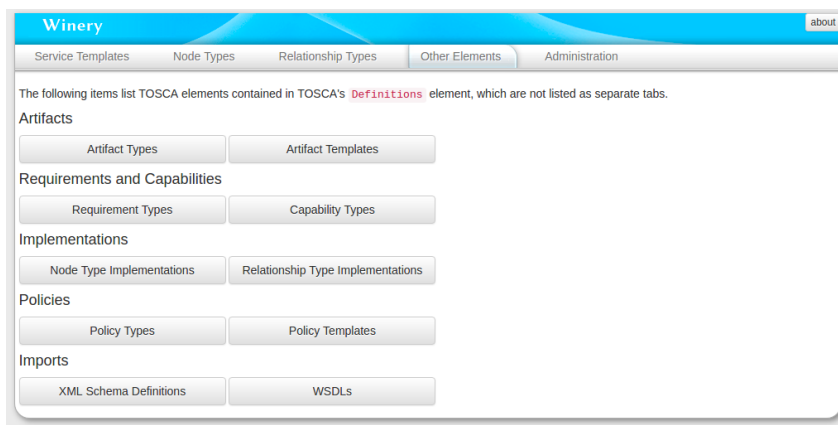 Winery
about
Service Templates Node Types Relationship Types Other Elements Administration
The following items list TOSCA elements contained in TOSCA's Definitions element, which are not listed as separate tabs.
Artifacts
Artifact Types Artifact Templates
Requirements and Capabilities
Requirement Types Capability Types
Implementations
Node Type Implementations Relationship Type Implementations
Policies
Policy Types Policy Templates
Imports
XML Schema Definitions WSDLs